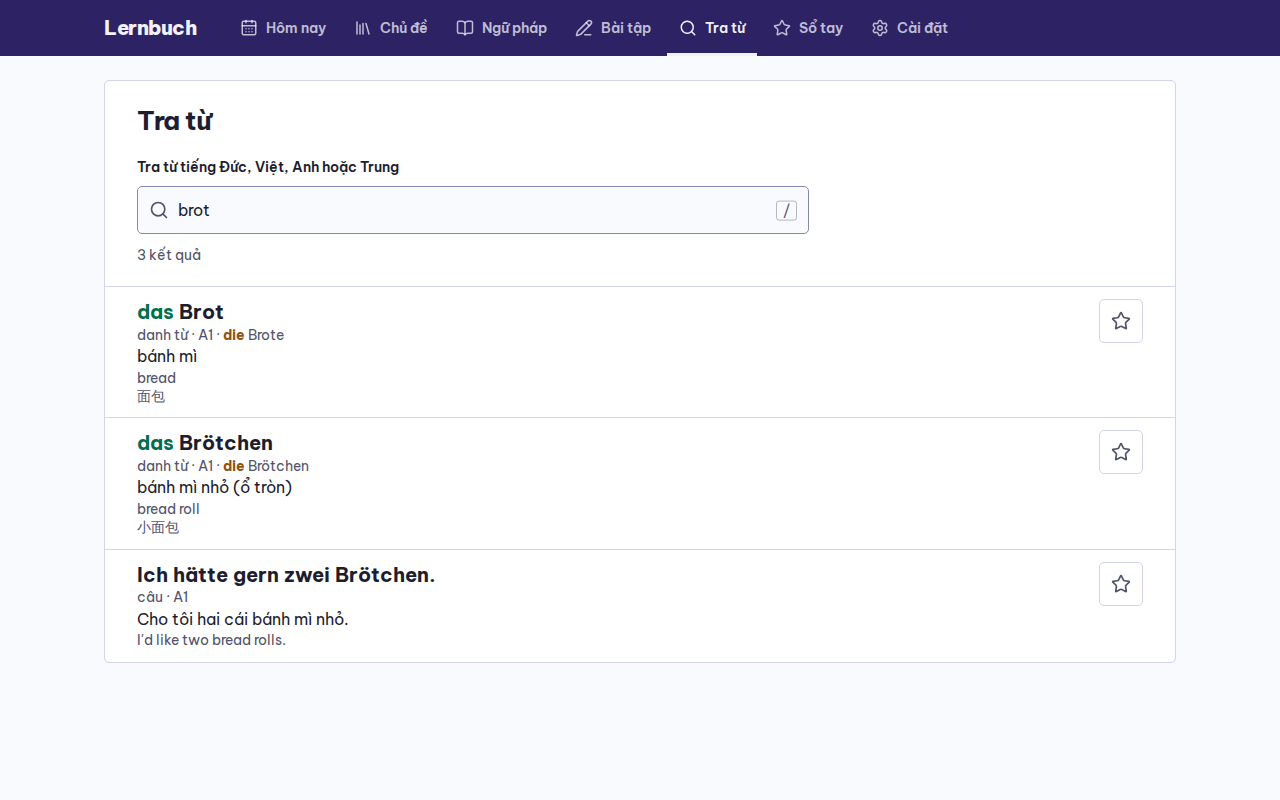 Lernbuch
Hôm nay
Chủ đề
Ngữ pháp
Bài tập
Tra từ
Sổ tay
Cài đặt
Tra từ
Tra từ tiếng Đức, Việt, Anh hoặc Trung
brot
/
3 kết quả
das Brot
danh từ · A1 · die Brote
bánh mì
bread
面包
das Brötchen
danh từ · A1 · die Brötchen
bánh mì nhỏ (ổ tròn)
bread roll
小面包
Ich hätte gern zwei Brötchen.
câu · A1
Cho tôi hai cái bánh mì nhỏ.
I'd like two bread rolls.